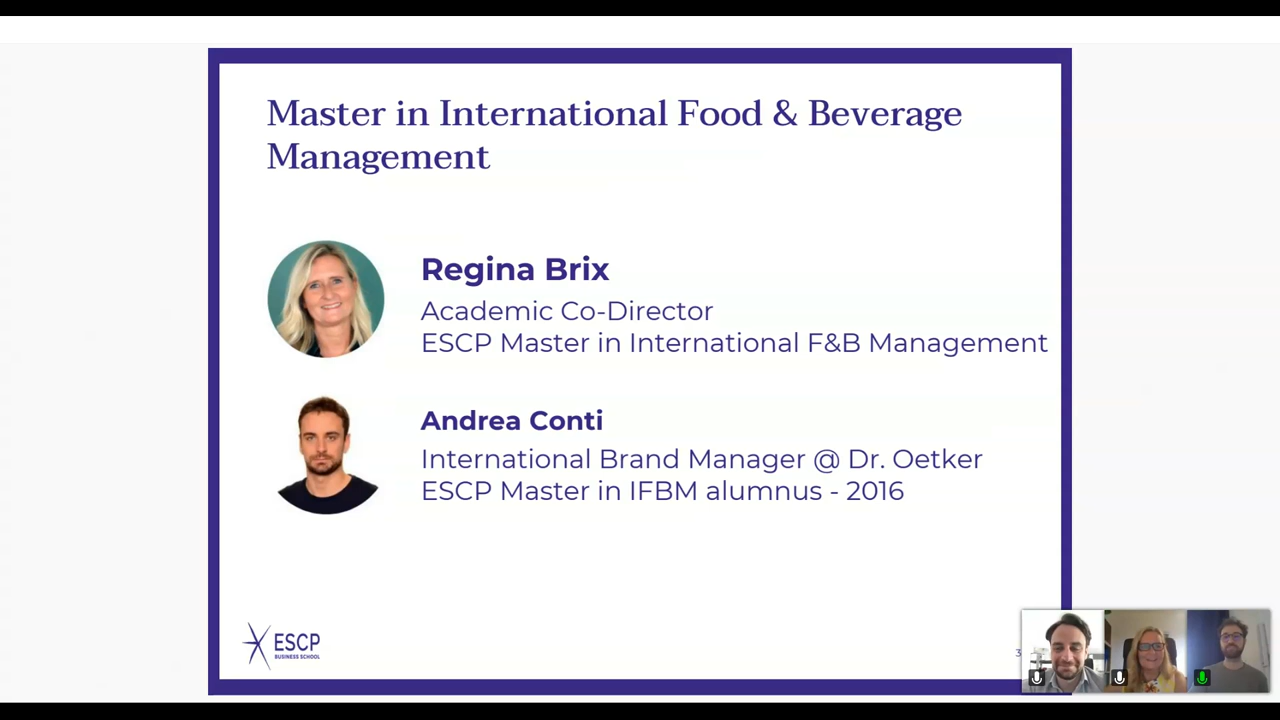 Master in International Food & Beverage
Management
Regina Brix
Academic Co-Director
ESCP Master in International F&B Management
Andrea Conti
International Brand Manager @ Dr. Oetker
ESCP Master in IFBM alumnus - 2016
ESCP
BUSINESS SCHOOL
3